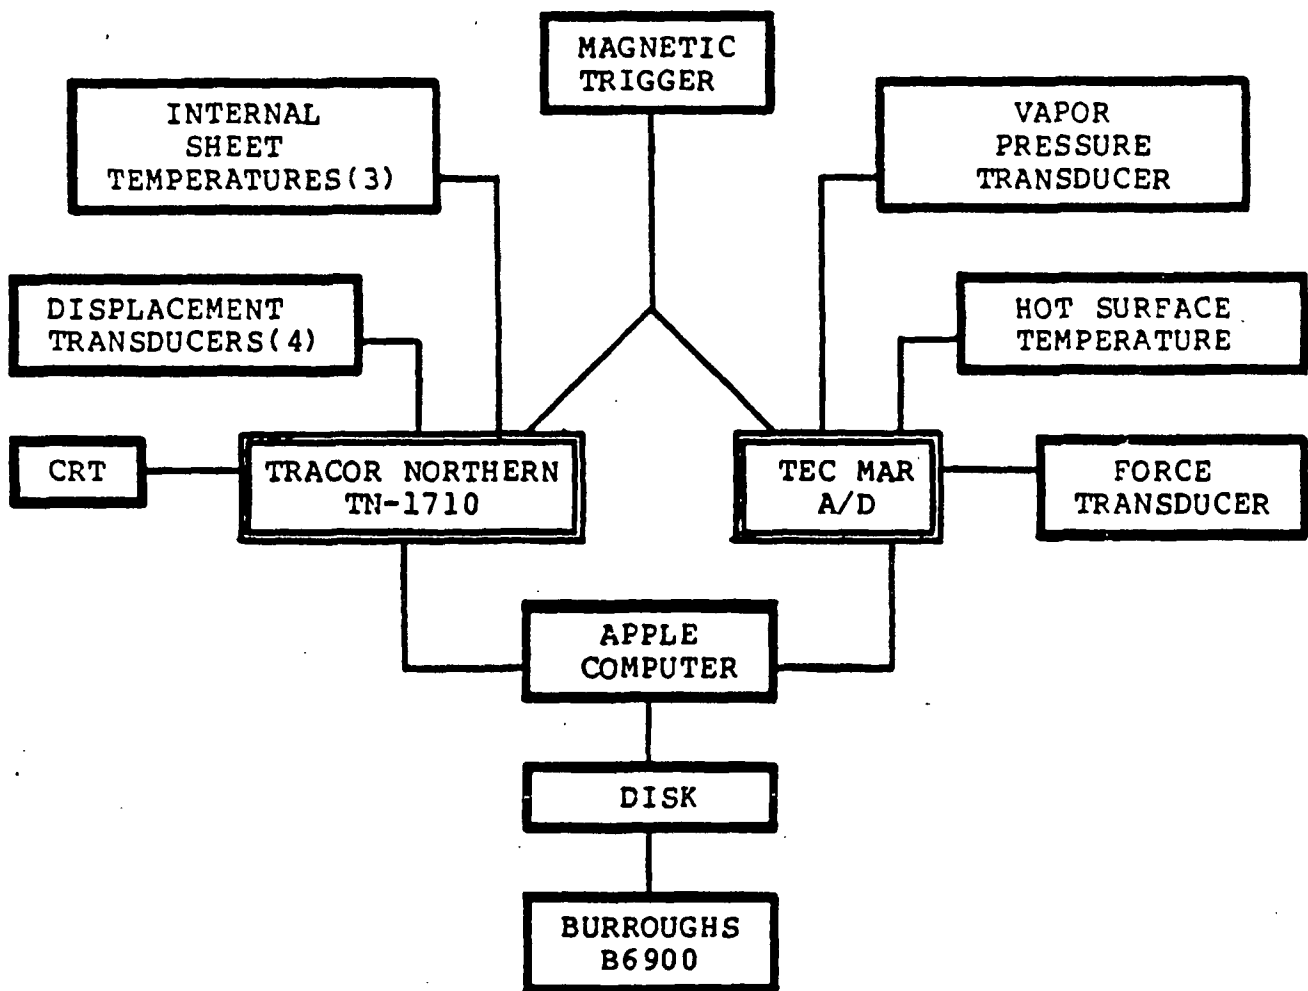 MAGNETIC
TRIGGER
INTERNAL
SHEET
TEMPERATURES(3)
VAPOR
PRESSURE
TRANSDUCER
DISPLACEMENT
TRANSDUCERS(4)
HOT SURFACE
TEMPERATURE
CRT
TRACOR NORTHERN
TN-1710
TEC MAR
A/D
FORCE
TRANSDUCER
APPLE
COMPUTER
DISK
BURROUGHS
B6900